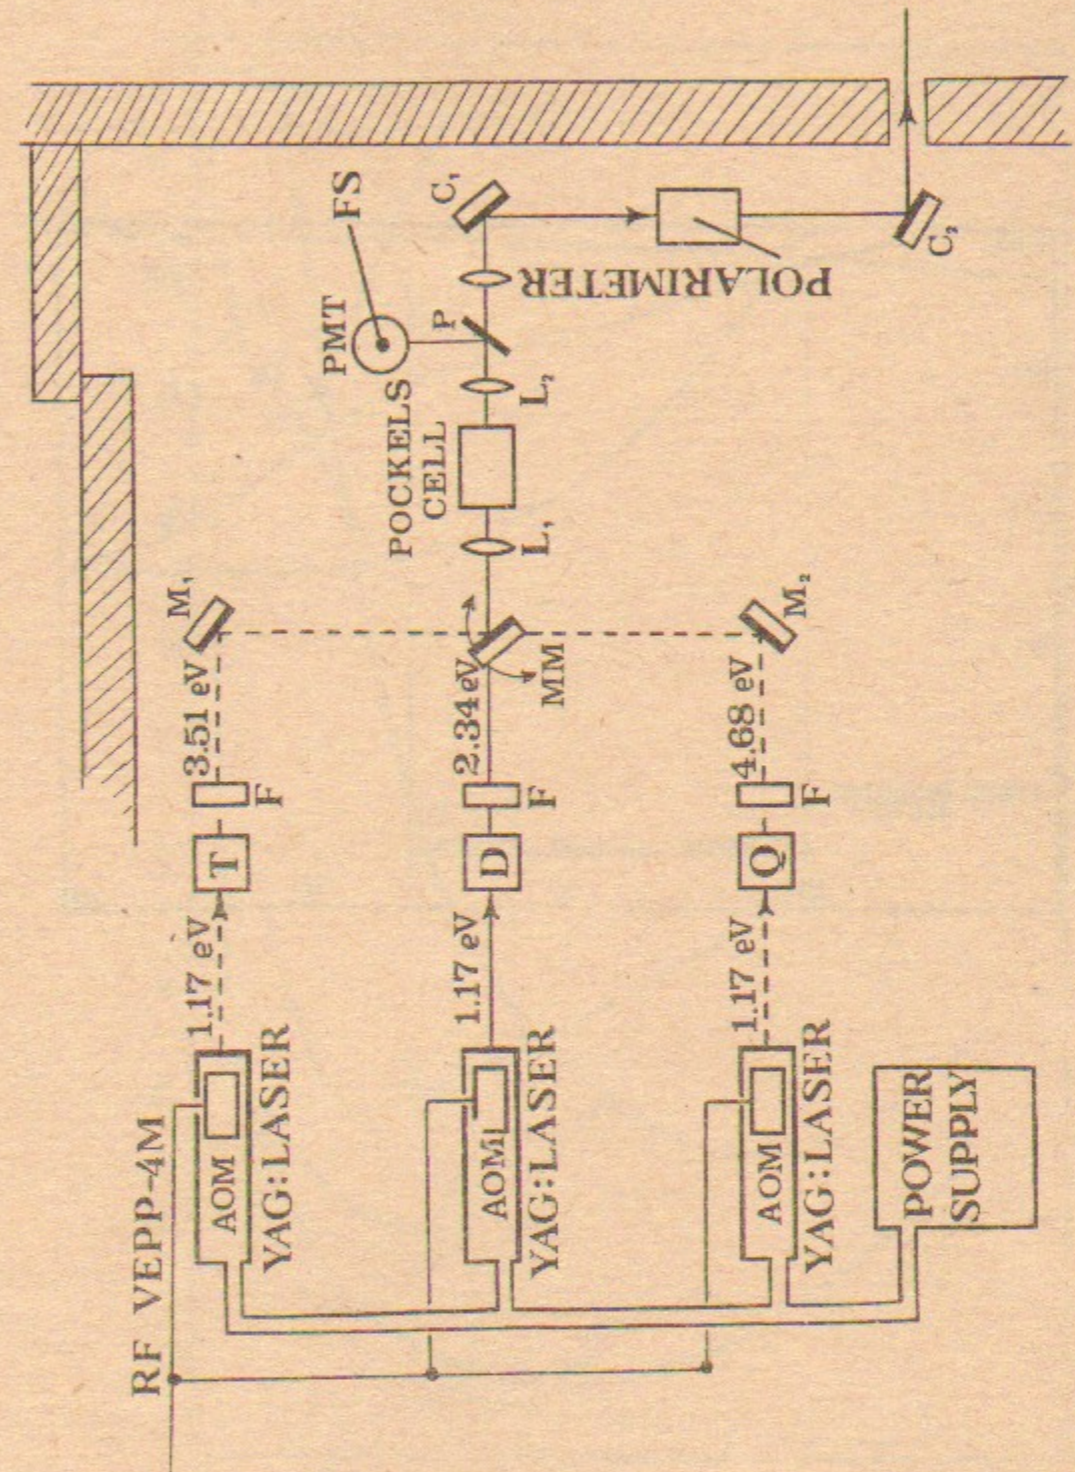 RF VEPP-4M
AOM
YAG:LASER
1.17 eV
T
F
3.51 eV
M₁
AOM
YAG:LASER
1.17 eV
D
F
2.34 eV
MM
L₁
POCKELS
CELL
L₂
P
PMT
FS
C₁
POLARIMETER
C₂
AOM
YAG:LASER
1.17 eV
Q
F
4.68 eV
M₂
POWER
SUPPLY